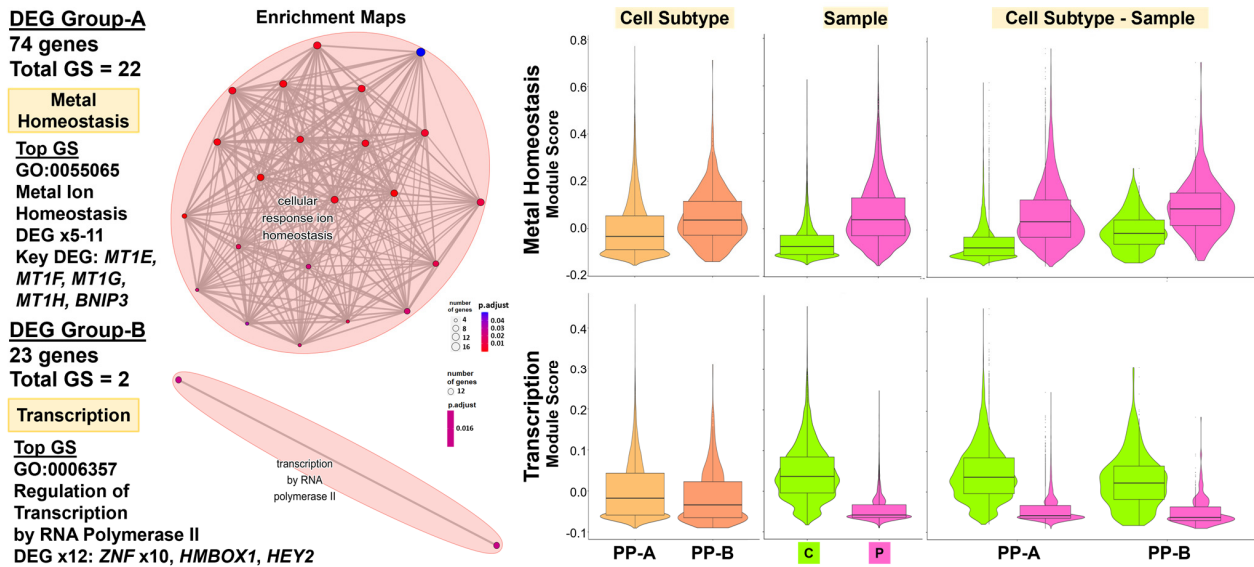 DEG Group-A
74 genes
Total GS = 22
Metal
Homeostasis
Top GS
GO:0055065
Metal Ion
Homeostasis
DEG x5-11
Key DEG: MT1E,
MT1F, MT1G,
MT1H, BNIP3
DEG Group-B
23 genes
Total GS = 2
Transcription
Top GS
GO:0006357
Regulation of
Transcription
by RNA Polymerase II
DEG x12: ZNF x10, HMBOX1, HEY2
Enrichment Maps
cellular
response ion
homeostasis
number
of genes
4
8
12
16
p.adjust
0.04
0.03
0.02
0.01
transcription
by RNA
polymerase II
number
of genes
12
p.adjust
0.016
Cell Subtype
Sample
Cell Subtype - Sample
Metal Homeostasis
Module Score
0.8
0.6
0.4
0.2
0.0
-0.2
Transcription
Module Score
0.4
0.3
0.2
0.1
0.0
-0.1
PP-A
PP-B
C
P
PP-A
PP-B